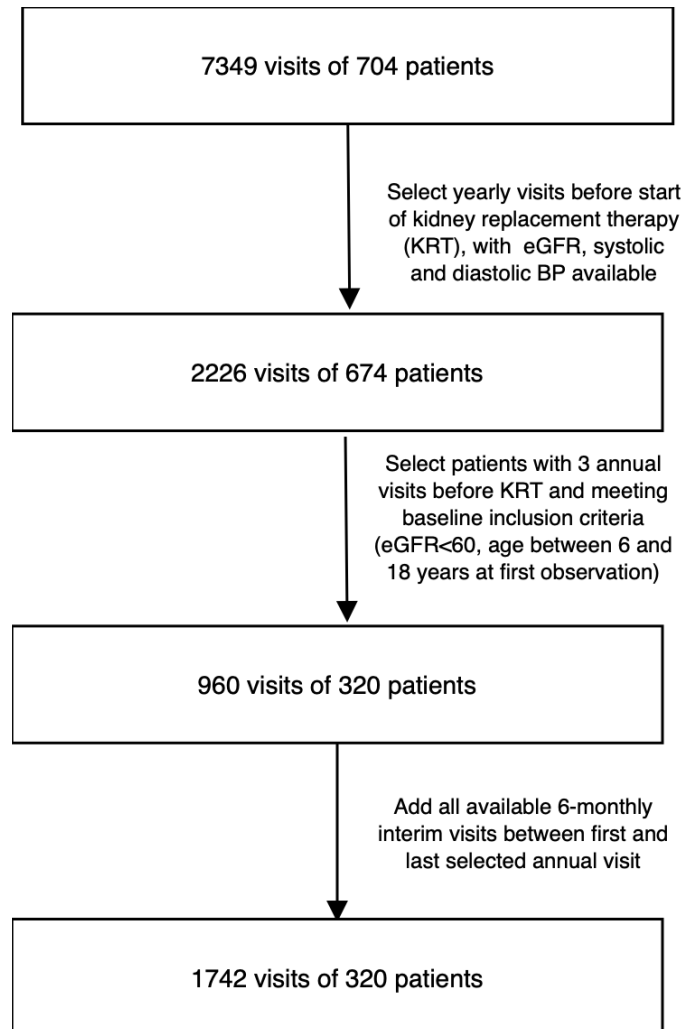 7349 visits of 704 patients
Select yearly visits before start
of kidney replacement therapy
(KRT), with eGFR, systolic
and diastolic BP available
2226 visits of 674 patients
Select patients with 3 annual
visits before KRT and meeting
baseline inclusion criteria
(eGFR<60, age between 6 and
18 years at first observation)
960 visits of 320 patients
Add all available 6-monthly
interim visits between first and
last selected annual visit
1742 visits of 320 patients